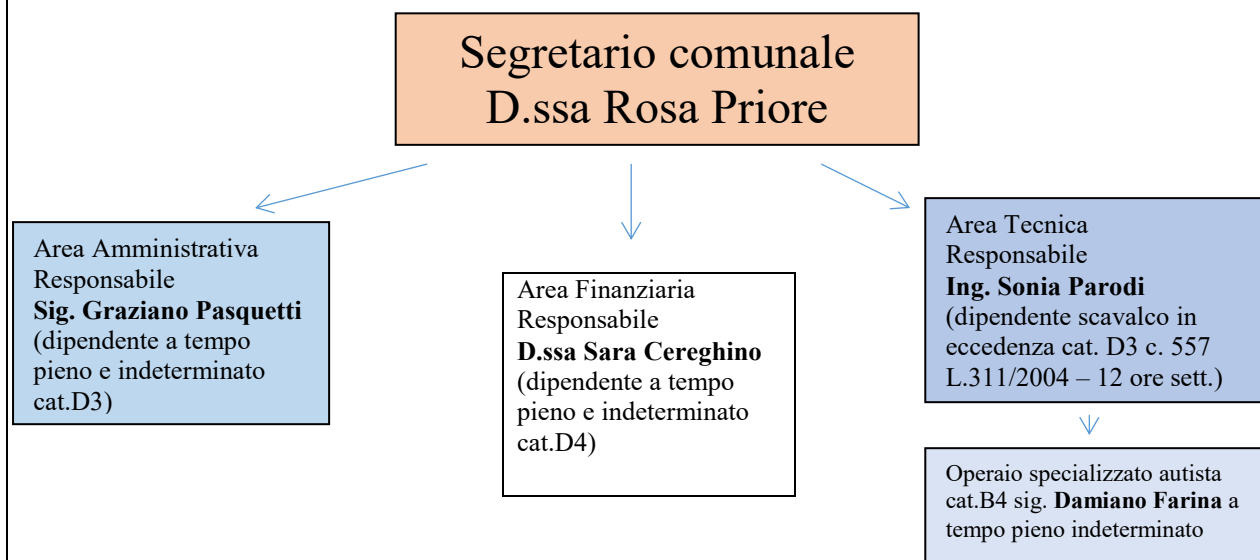 Segretario comunale
D.ssa Rosa Priore
Area Amministrativa
Responsabile
Sig. Graziano Pasquetti
(dipendente a tempo
pieno e indeterminato
cat.D3)
Area Finanziaria
Responsabile
D.ssa Sara Cereghino
(dipendente a tempo
pieno e indeterminato
cat.D4)
Area Tecnica
Responsabile
Ing. Sonia Parodi
(dipendente scavalco in
eccedenza cat. D3 c. 557
L.311/2004 – 12 ore sett.)
Operaio specializzato autista
cat.B4 sig. Damiano Farina a
tempo pieno indeterminato